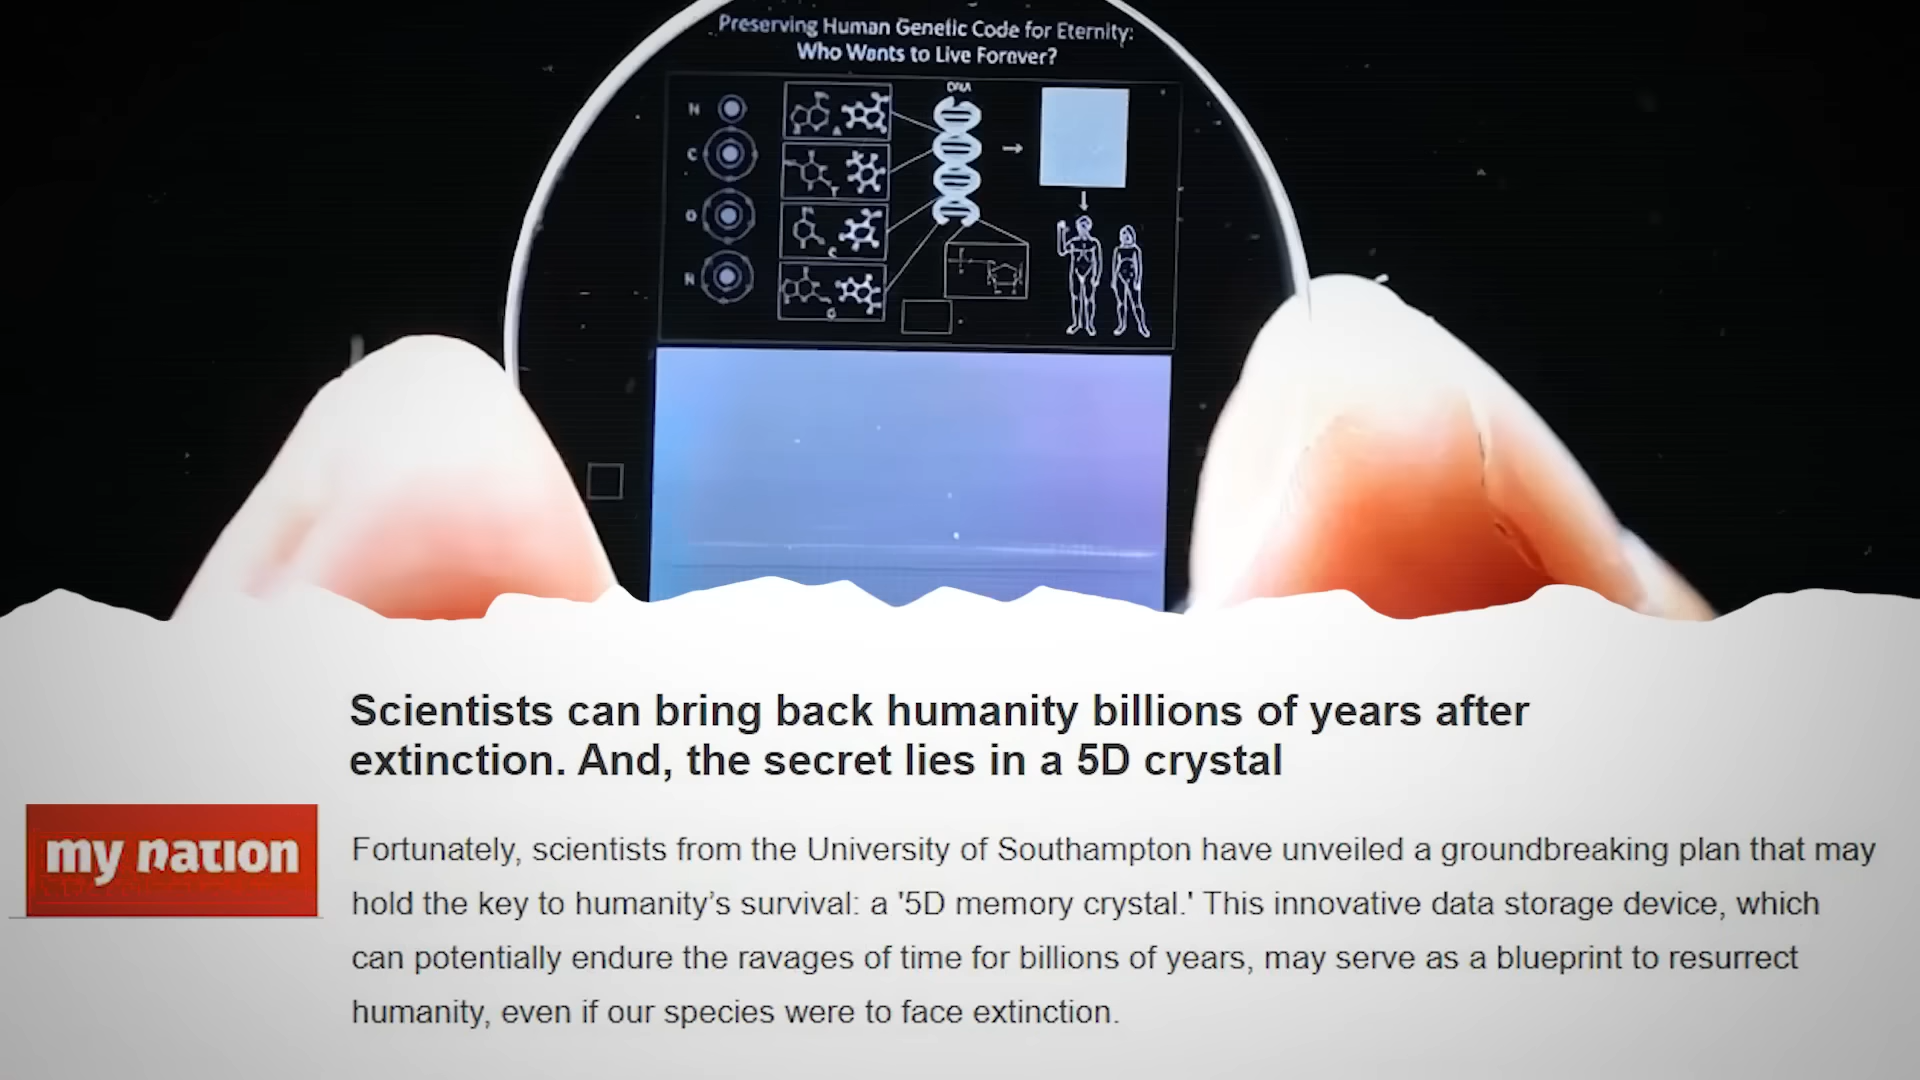 Preserving Human Genetic Code for Eternity:
Who Wants to Live Forever?
DNA
N
C
O
A
T
C
G
Scientists can bring back humanity billions of years after
extinction. And, the secret lies in a 5D crystal
my nation
Fortunately, scientists from the University of Southampton have unveiled a groundbreaking plan that may
hold the key to humanity’s survival: a '5D memory crystal.' This innovative data storage device, which
can potentially endure the ravages of time for billions of years, may serve as a blueprint to resurrect
humanity, even if our species were to face extinction.